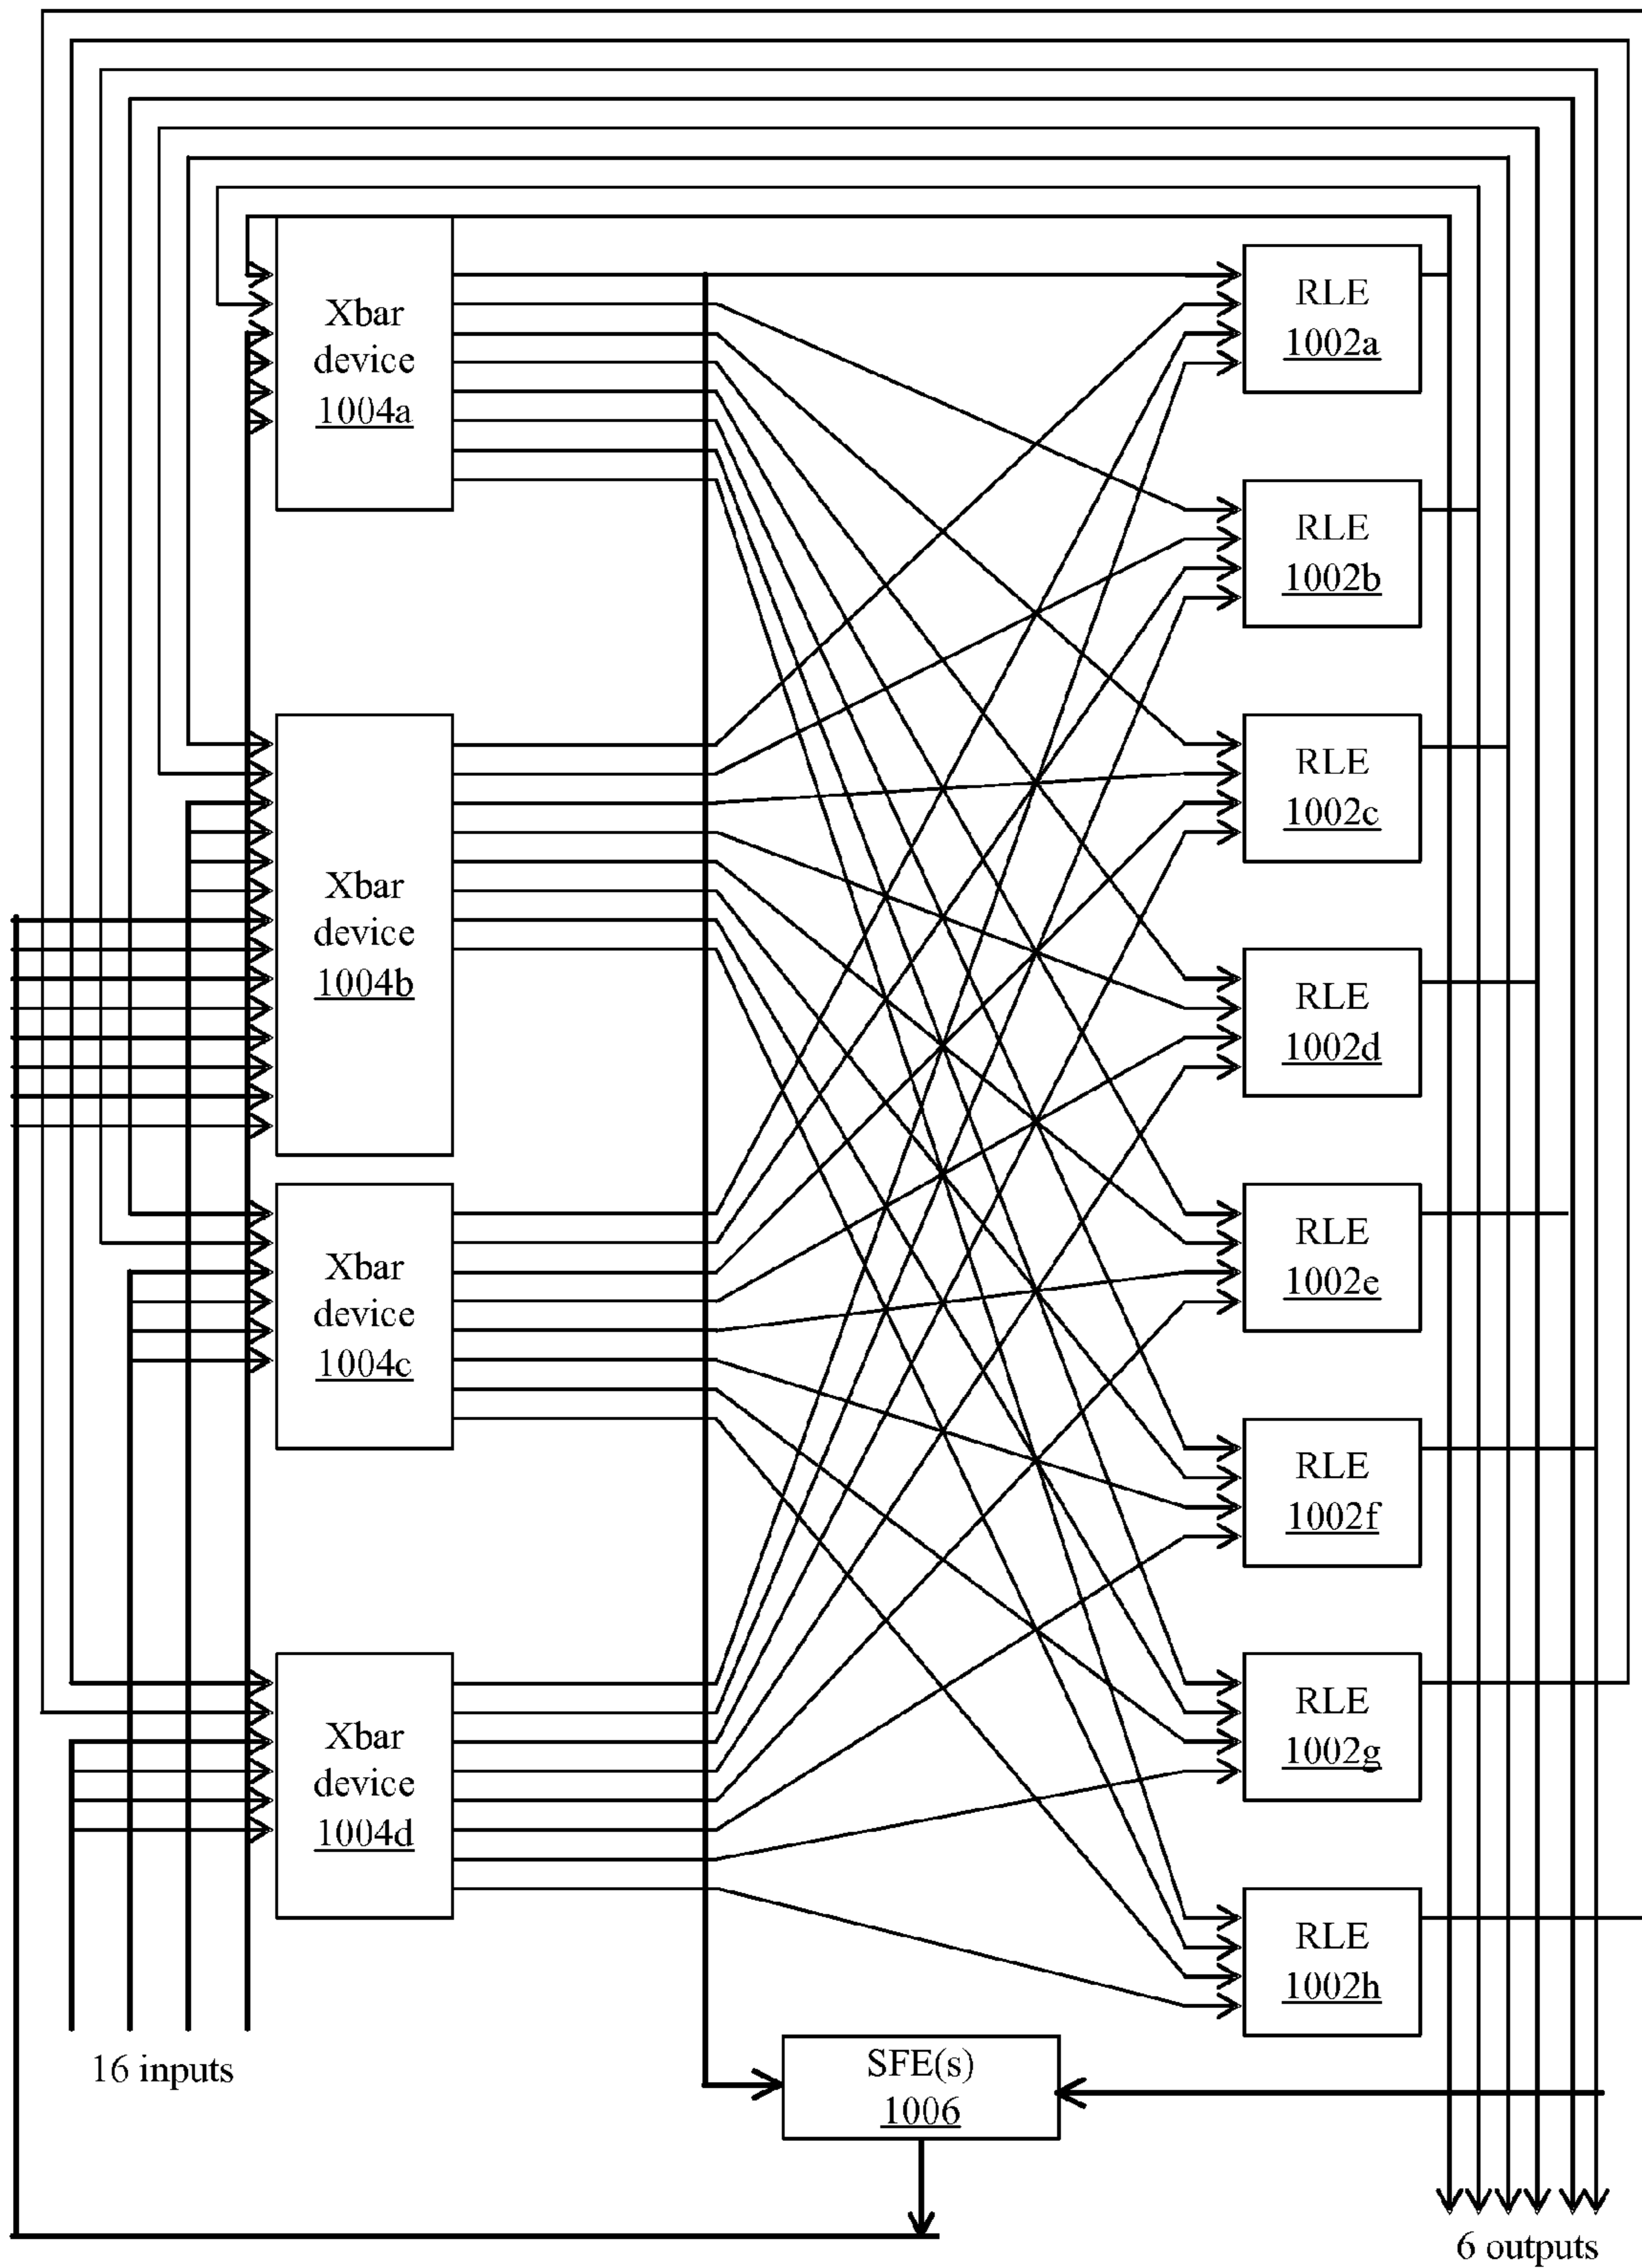 Xbar
device
1004a
Xbar
device
1004b
Xbar
device
1004c
Xbar
device
1004d
RLE
1002a
RLE
1002b
RLE
1002c
RLE
1002d
RLE
1002e
RLE
1002f
RLE
1002g
RLE
1002h
16 inputs
SFE(s)
1006
6 outputs